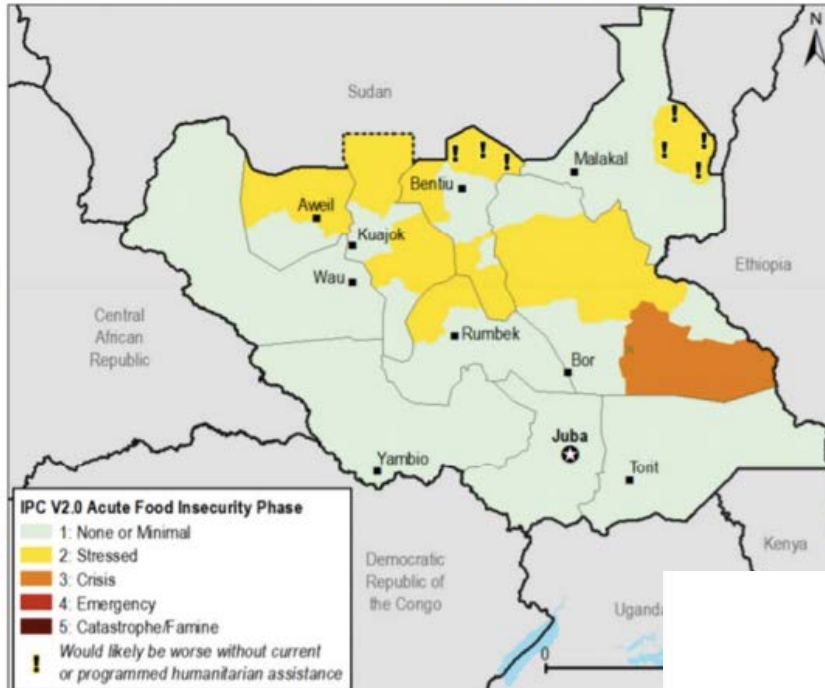 N
Sudan
Malakal
Bentiu
Aweil
Kuajok
Ethiopia
Wau
Central
African
Republic
Rumbek
Bor
Juba
Yambio
Torit
IPC V2.0 Acute Food Insecurity Phase
1: None or Minimal
2: Stressed
3: Crisis
4: Emergency
5: Catastrophe/Famine
! Would likely be worse without current
or programmed humanitarian assistance
Democratic
Republic of
the Congo
Kenya
Uganda
0